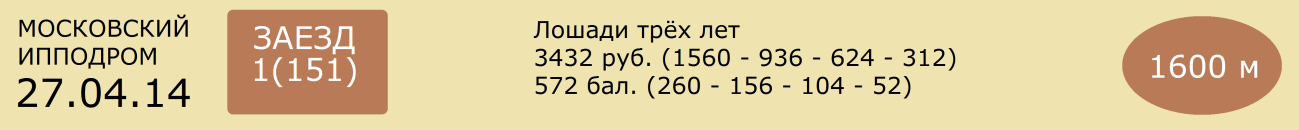 МОСКОВСКИЙ
ИППОДРОМ
27.04.14
ЗАЕЗД
1(151)
Лошади трёх лет
3432 руб. (1560 - 936 - 624 - 312)
572 бал. (260 - 156 - 104 - 52)
1600 м